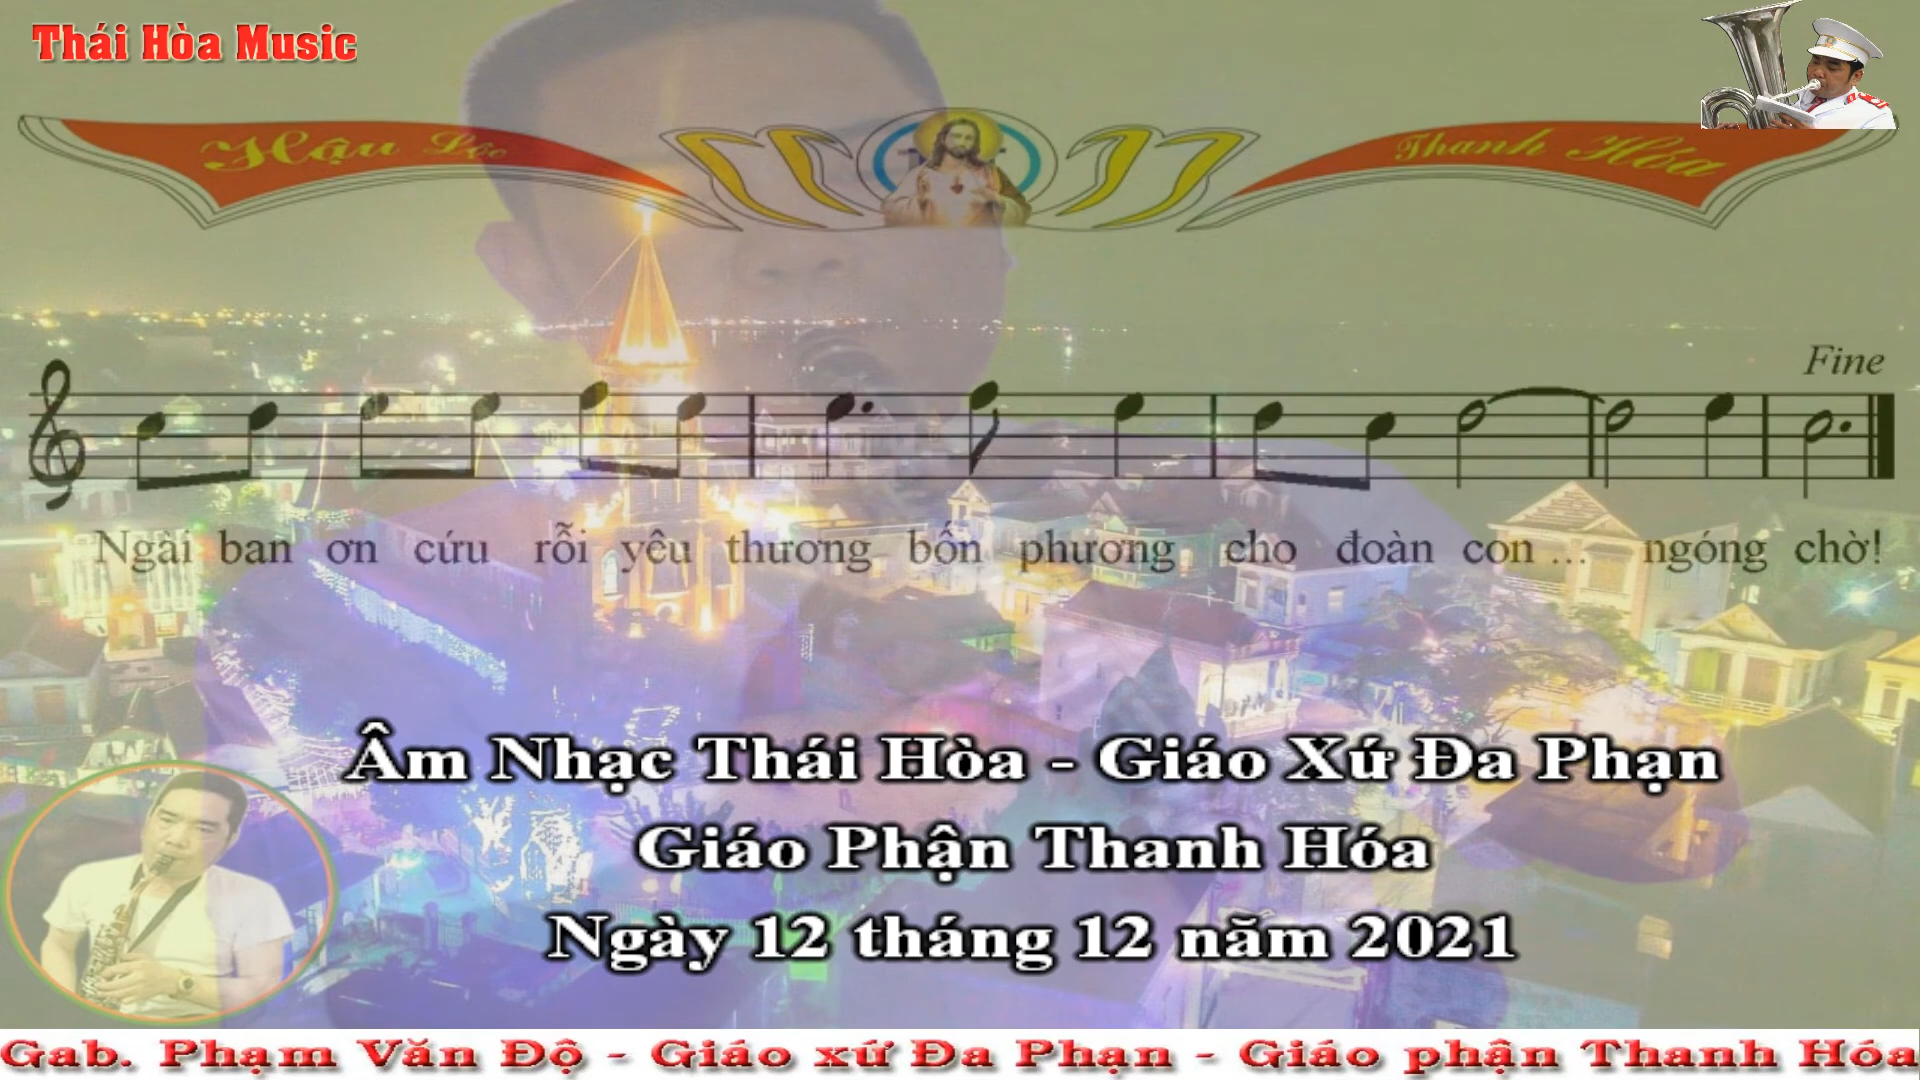 Thái Hòa Music
Hậu Lộc
Thanh Hóa
Fine
Ngài ban ơn cứu rỗi yêu thương bốn phương cho đoàn con ... ngóng chờ!
Âm Nhạc Thái Hòa - Giáo Xứ Đa Phạn
Giáo Phận Thanh Hóa
Ngày 12 tháng 12 năm 2021
Gab. Phạm Văn Độ - Giáo xứ Đa Phạn - Giáo phận Thanh Hóa